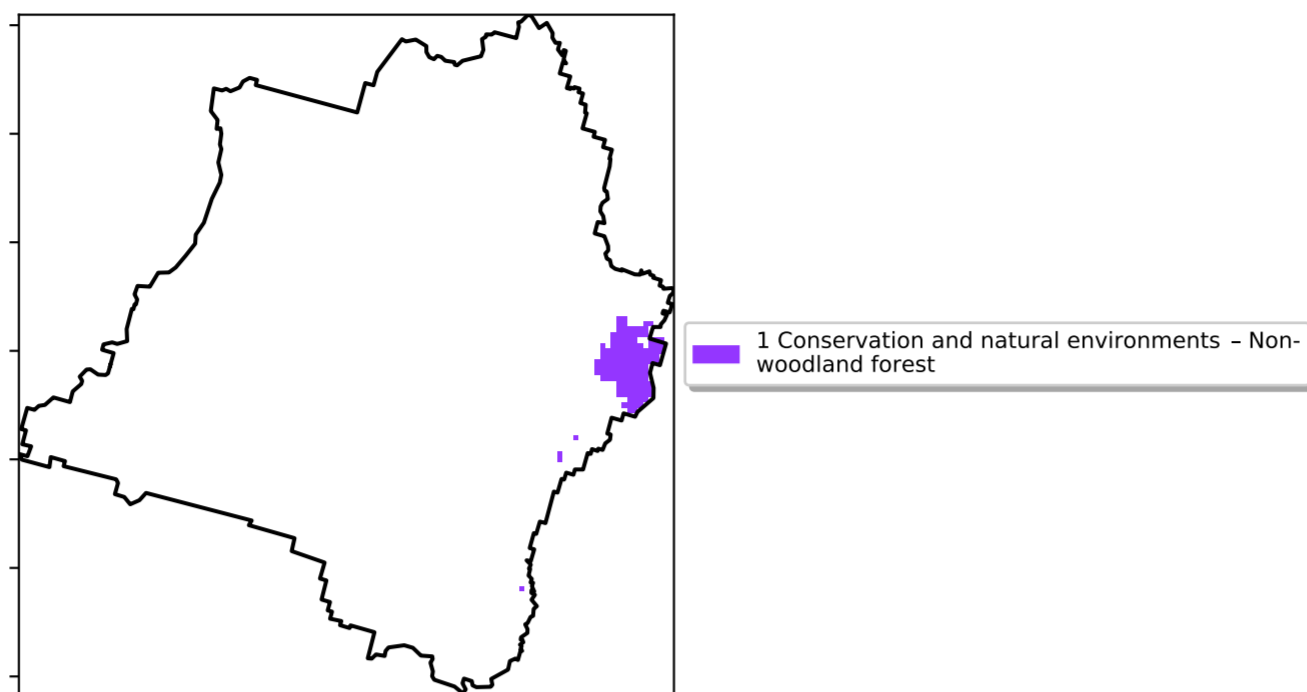 1 Conservation and natural environments – Non-
woodland forest